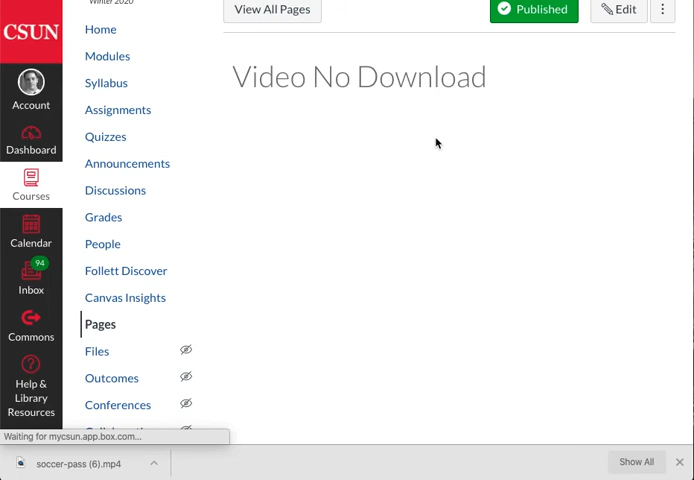 Winter 2020
CSUN
Account
Dashboard
Courses
Calendar
94
Inbox
Commons
Help &
Library
Resources
Home
Modules
Syllabus
Assignments
Quizzes
Announcements
Discussions
Grades
People
Follett Discover
Canvas Insights
Pages
Files
Outcomes
Conferences
View All Pages
Published
Edit
Video No Download
Waiting for mycsun.app.box.com...
soccer-pass (6).mp4
Show All